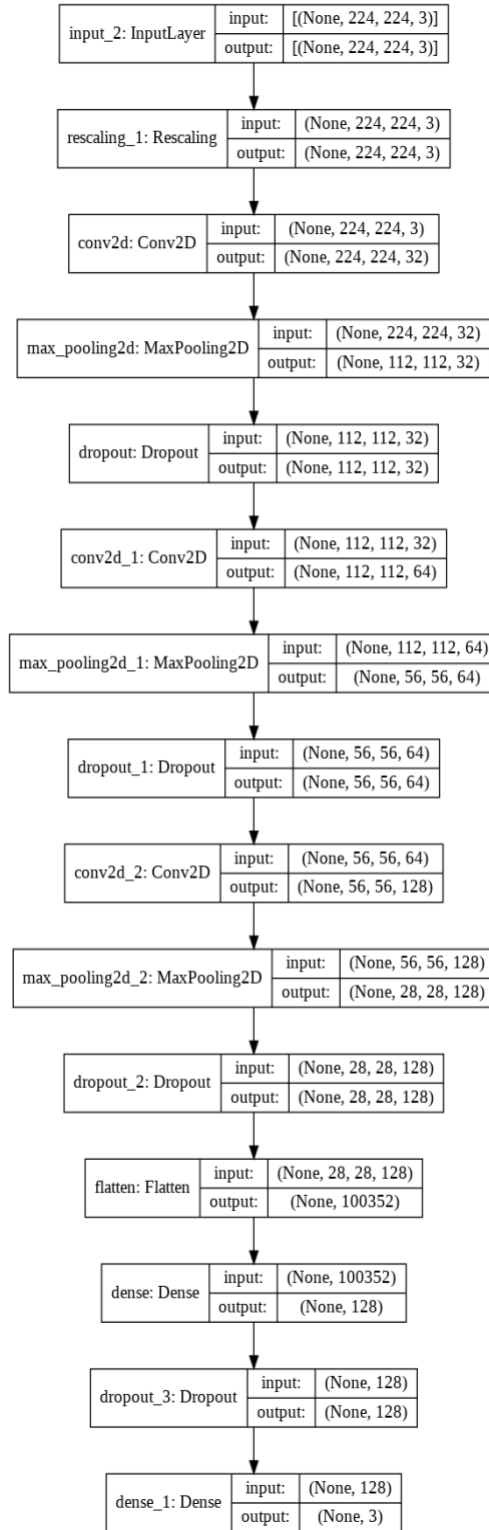 input_2: InputLayer
input: [(None, 224, 224, 3)]
output: [(None, 224, 224, 3)]
rescaling_1: Rescaling
input: (None, 224, 224, 3)
output: (None, 224, 224, 3)
conv2d: Conv2D
input: (None, 224, 224, 3)
output: (None, 224, 224, 32)
max_pooling2d: MaxPooling2D
input: (None, 224, 224, 32)
output: (None, 112, 112, 32)
dropout: Dropout
input: (None, 112, 112, 32)
output: (None, 112, 112, 32)
conv2d_1: Conv2D
input: (None, 112, 112, 32)
output: (None, 112, 112, 64)
max_pooling2d_1: MaxPooling2D
input: (None, 112, 112, 64)
output: (None, 56, 56, 64)
dropout_1: Dropout
input: (None, 56, 56, 64)
output: (None, 56, 56, 64)
conv2d_2: Conv2D
input: (None, 56, 56, 64)
output: (None, 56, 56, 128)
max_pooling2d_2: MaxPooling2D
input: (None, 56, 56, 128)
output: (None, 28, 28, 128)
dropout_2: Dropout
input: (None, 28, 28, 128)
output: (None, 28, 28, 128)
flatten: Flatten
input: (None, 28, 28, 128)
output: (None, 100352)
dense: Dense
input: (None, 100352)
output: (None, 128)
dropout_3: Dropout
input: (None, 128)
output: (None, 128)
dense_1: Dense
input: (None, 128)
output: (None, 3)